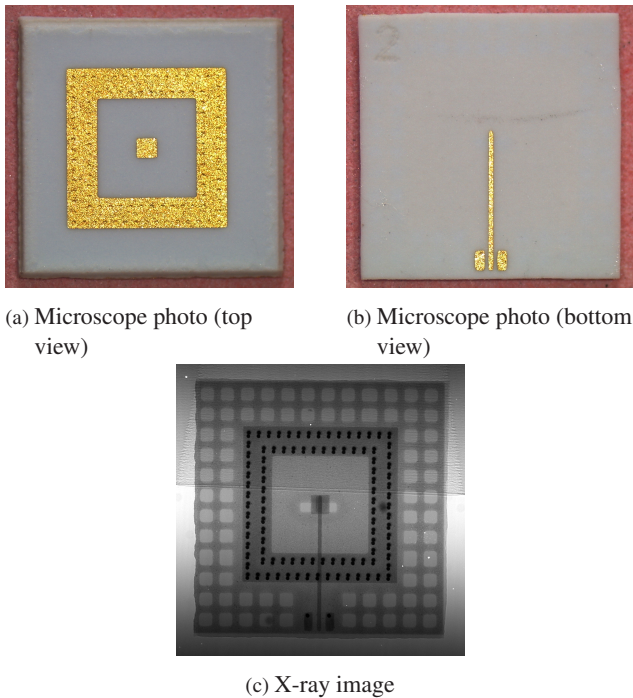 2
(a) Microscope photo (top
view)
(b) Microscope photo (bottom
view)
(c) X-ray image